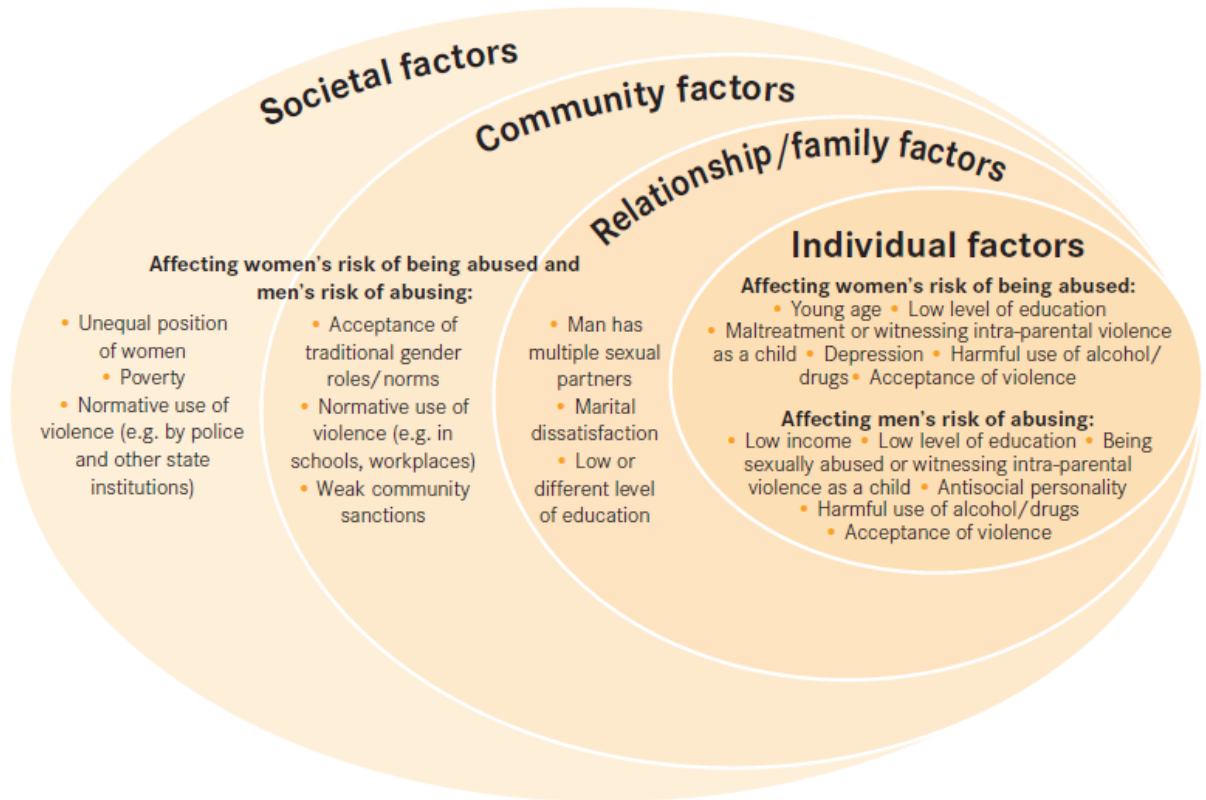 Societal factors
Community factors
Relationship/family factors
Individual factors
Affecting women's risk of being abused and
men's risk of abusing:
• Unequal position
of women
• Poverty
• Normative use of
violence (e.g. by police
and other state
institutions)
• Acceptance of
traditional gender
roles/norms
• Normative use of
violence (e.g. in
schools, workplaces)
• Weak community
sanctions
• Man has
multiple sexual
partners
• Marital
dissatisfaction
• Low or
different level
of education
Affecting women's risk of being abused:
• Young age • Low level of education
• Maltreatment or witnessing intra-parental violence
as a child • Depression • Harmful use of alcohol/
drugs • Acceptance of violence
Affecting men's risk of abusing:
• Low income • Low level of education • Being
sexually abused or witnessing intra-parental
violence as a child • Antisocial personality
• Harmful use of alcohol/drugs
• Acceptance of violence